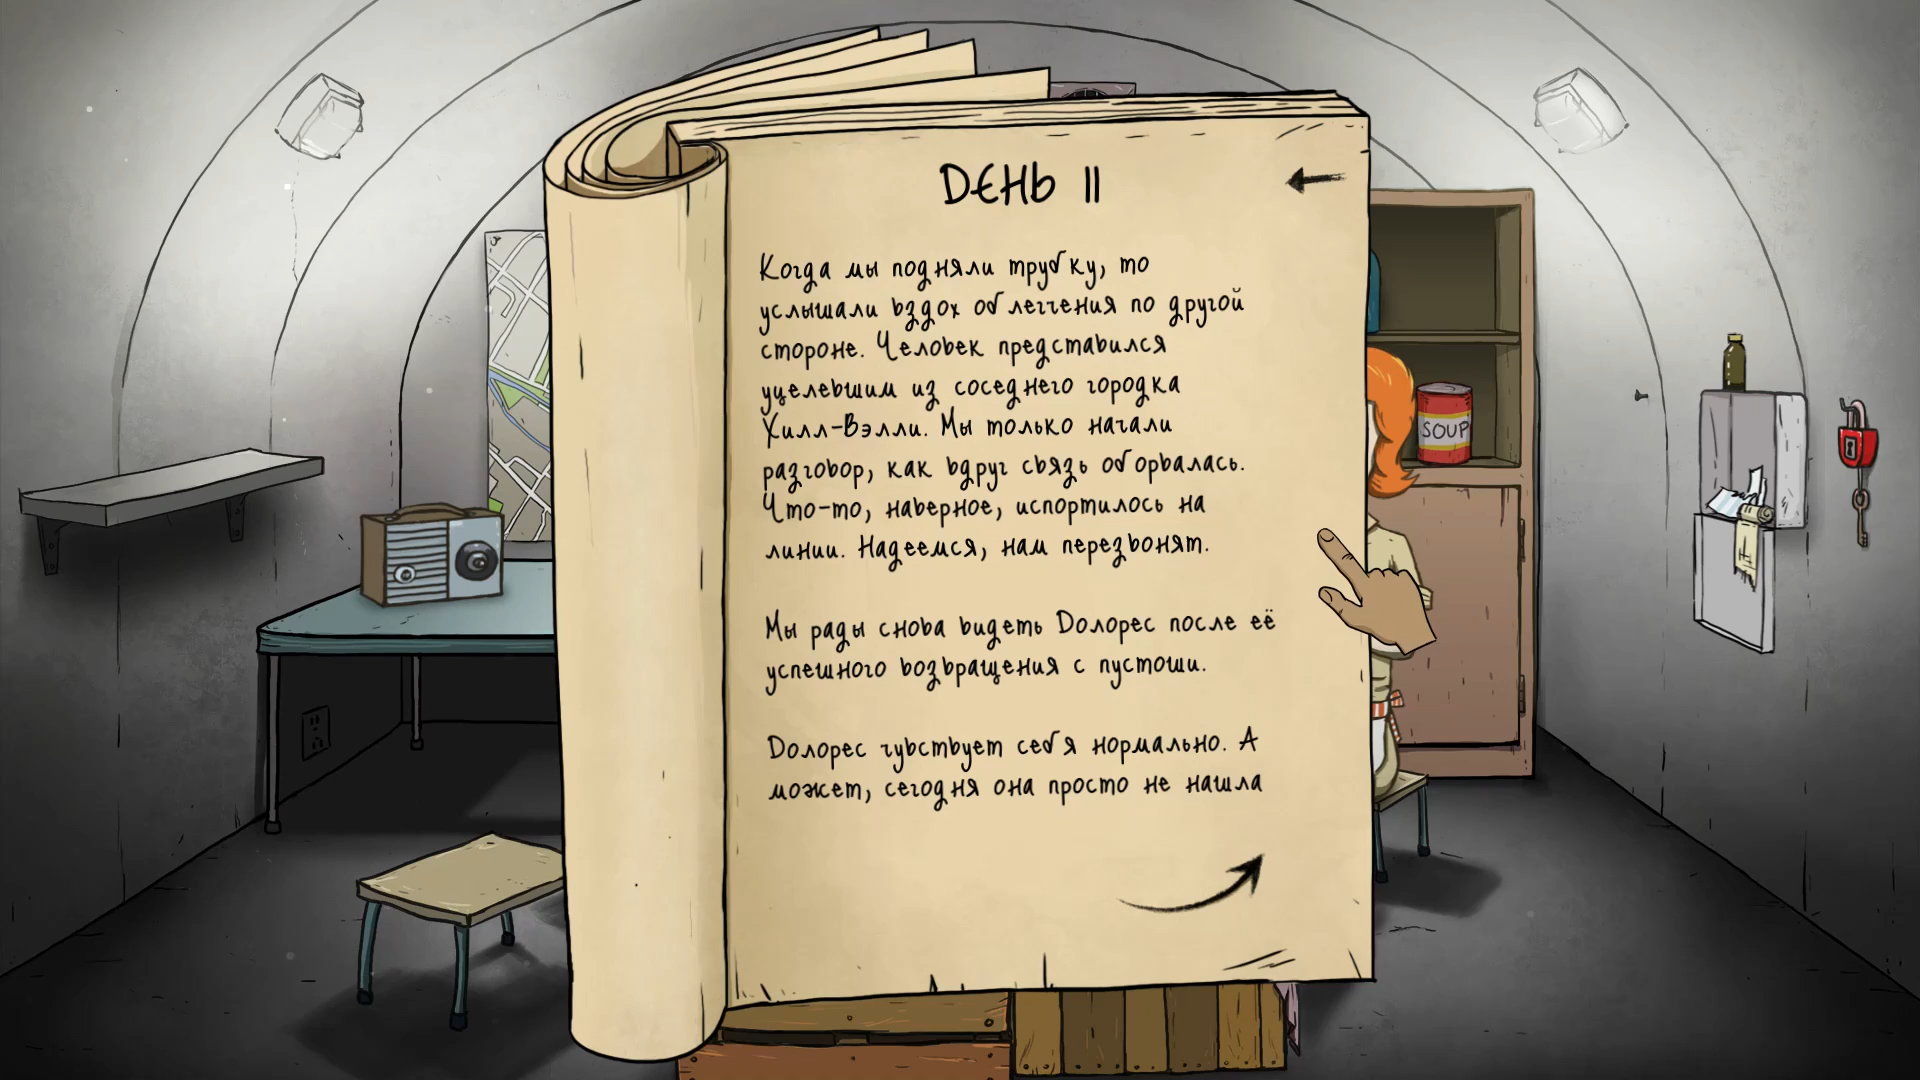 ДЕНЬ 11
Когда мы подняли трубку, то
услышали вздох облегчения по другой
стороне. Человек представился
уцелевшим из соседнего городка
Хилл-Вэлли. Мы только начали
разговор, как вдруг связь оборвалась.
Что-то, наверное, испортилось на
линии. Надеемся, нам перезвонят.
Мы рады снова видеть Долорес после её
успешного возвращения с пустоши.
Долорес чувствует себя нормально. А
может, сегодня она просто не нашла
SOUP